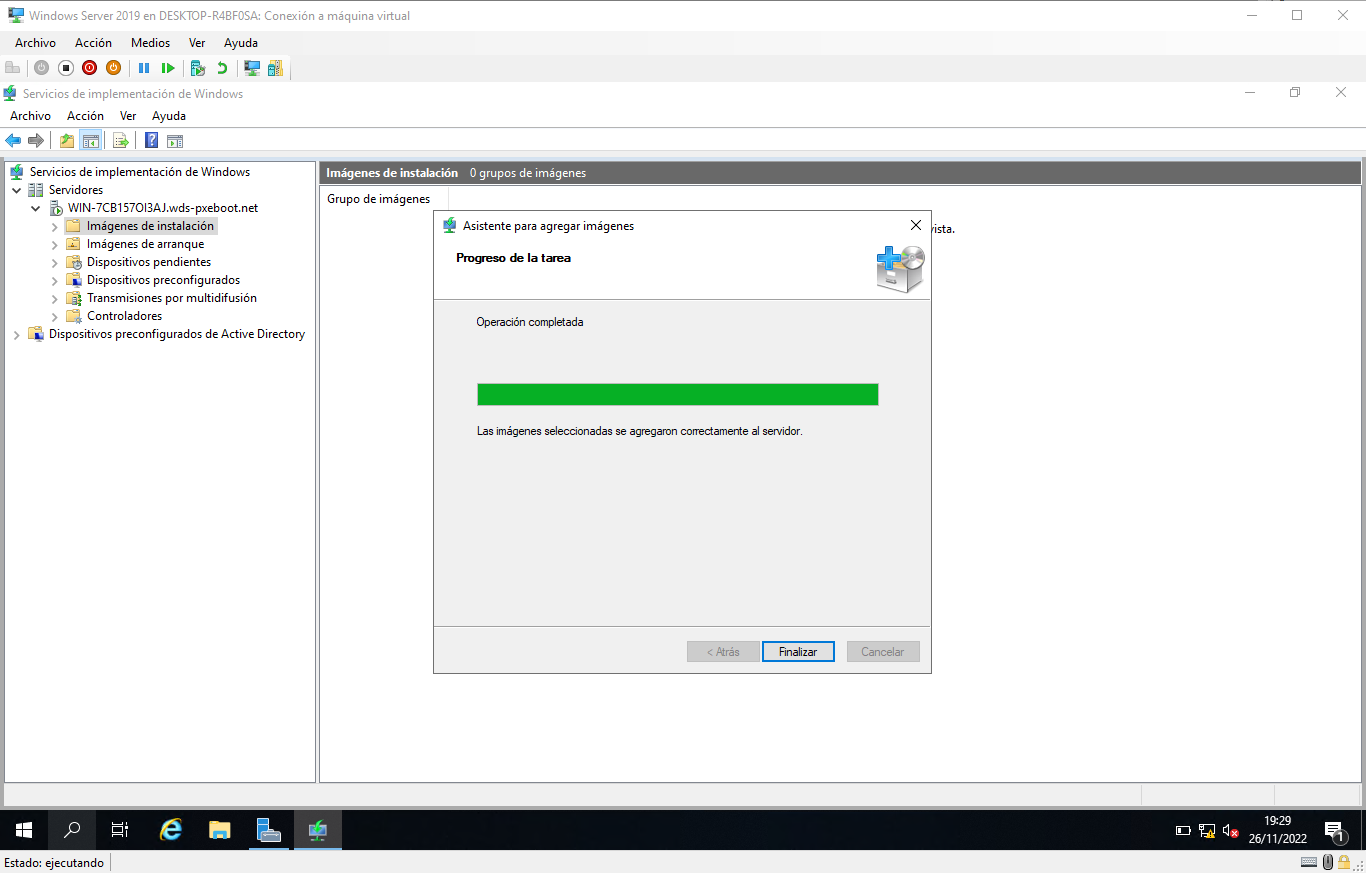 Windows Server 2019 en DESKTOP-R4BF0SA: Conexión a máquina virtual
Archivo Acción Medios Ver Ayuda
Servicios de implementación de Windows
Archivo Acción Ver Ayuda
Servicios de implementación de Windows
Servidores
WIN-7CB157OI3AJ.wds-pxeboot.net
Imágenes de instalación
Imágenes de arranque
Dispositivos pendientes
Dispositivos preconfigurados
Transmisiones por multidifusión
Controladores
Dispositivos preconfigurados de Active Directory
Imágenes de instalación 0 grupos de imágenes
Grupo de imágenes
vista.
Asistente para agregar imágenes
Progreso de la tarea
Operación completada
Las imágenes seleccionadas se agregaron correctamente al servidor.
< Atrás Finalizar Cancelar
19:29
26/11/2022
1
Estado: ejecutando